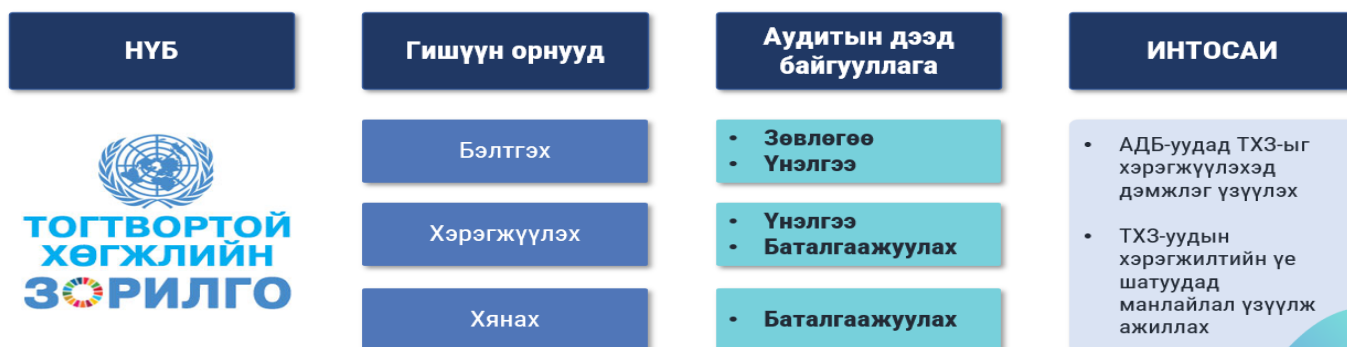 НҮБ
ТОГТВОРТОЙ
ХӨГЖЛИЙН
ЗОРИЛГО
Гишүүн орнууд
Бэлтгэх
Хэрэгжүүлэх
Хянах
Аудитын дээд
байгууллага
• Зөвлөгөө
• Үнэлгээ
• Үнэлгээ
• Баталгаажуулах
• Баталгаажуулах
ИНТОСАИ
• АДБ-уудад ТХЗ-ыг
хэрэгжүүлэхэд
дэмжлэг үзүүлэх
• ТХЗ-уудын
хэрэгжилтийн үе
шатуудад
манлайлал үзүүлж
ажиллах